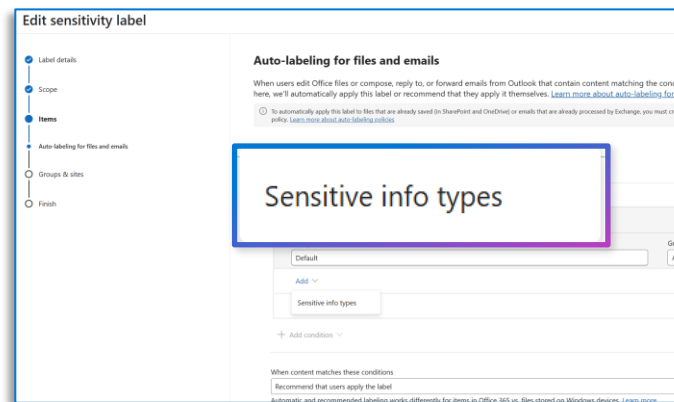 Edit sensitivity label
Label details
Scope
Items
Auto-labeling for files and emails
Groups & sites
Finish
Auto-labeling for files and emails
When users edit Office files or compose, reply to, or forward emails from Outlook that contain content matching the
here, we'll automatically apply this label or recommend that they apply it themselves. Learn more about auto-labeling for
To automatically apply this label to files that are already saved (in SharePoint and OneDrive) or emails that are already processed by Exchange, you must
policy. Learn more about auto-labeling policies
Sensitive info types
Default
Add
Sensitive info types
Add condition
When content matches these conditions
Recommend that users apply the label
Automatic and recommended labeling works differently for items in Office 365 vs. files stored on Windows devices. Learn more